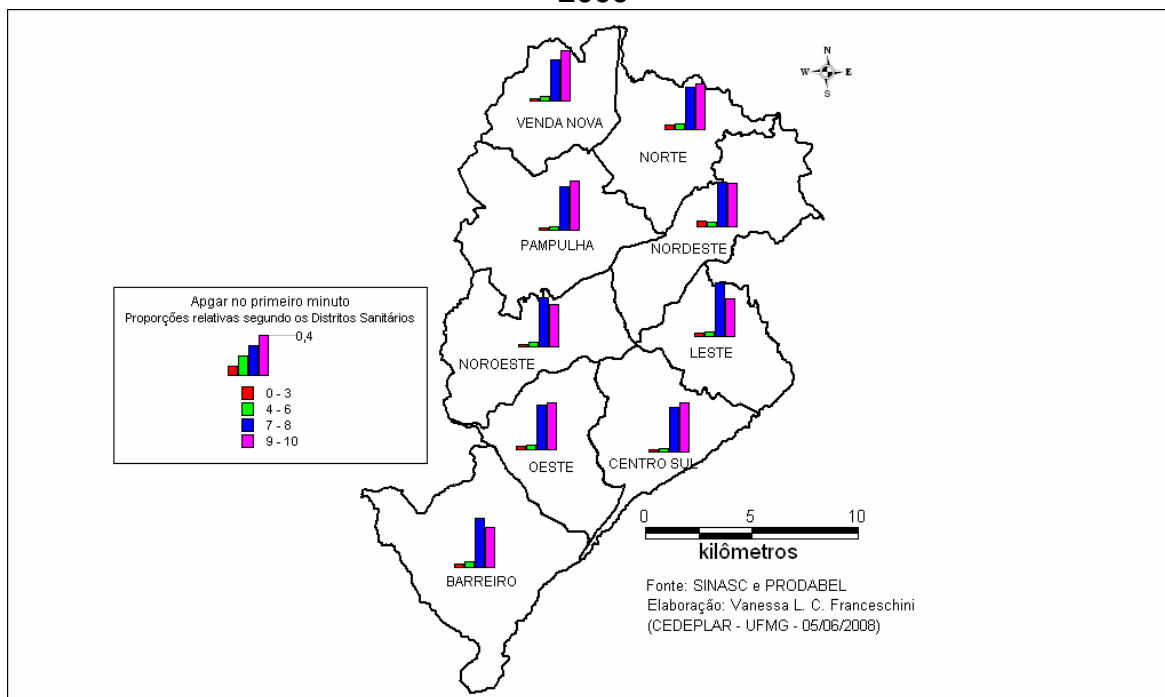 N
W E
S
VENDA NOVA
NORTE
PAMPULHA
NORDESTE
Apgar no primeiro minuto
Proporções relativas segundo os Distritos Sanitários
0,4
0 - 3
4 - 6
7 - 8
9 - 10
NOROESTE
LESTE
OESTE
CENTRO SUL
BARREIRO
0 5 10
kilômetros
Fonte: SINASC e PRODABEL
Elaboração: Vanessa L. C. Franceschini
(CEDEPLAR - UFMG - 05/06/2008)